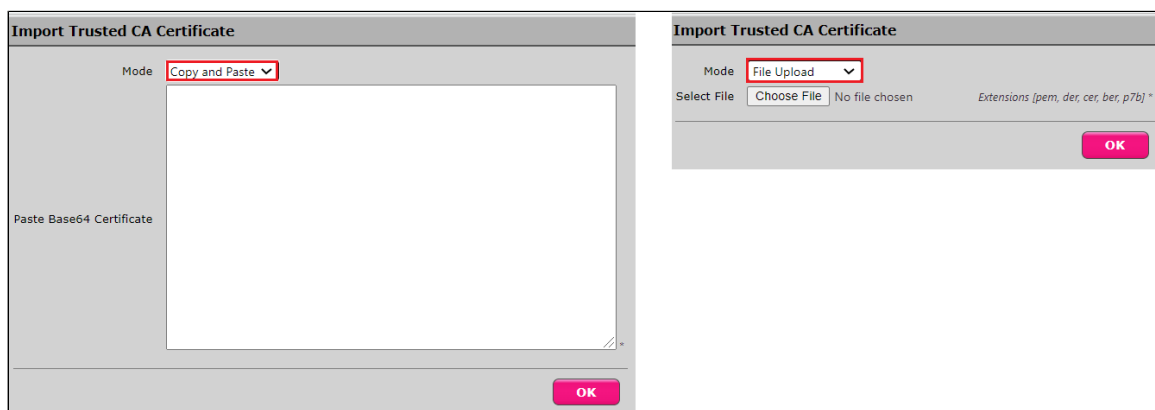 Import Trusted CA Certificate
Mode Copy and Paste
Paste Base64 Certificate
*
OK
Import Trusted CA Certificate
Mode File Upload
Select File Choose File No file chosen Extensions [pem, der, cer, ber, p7b] *
OK